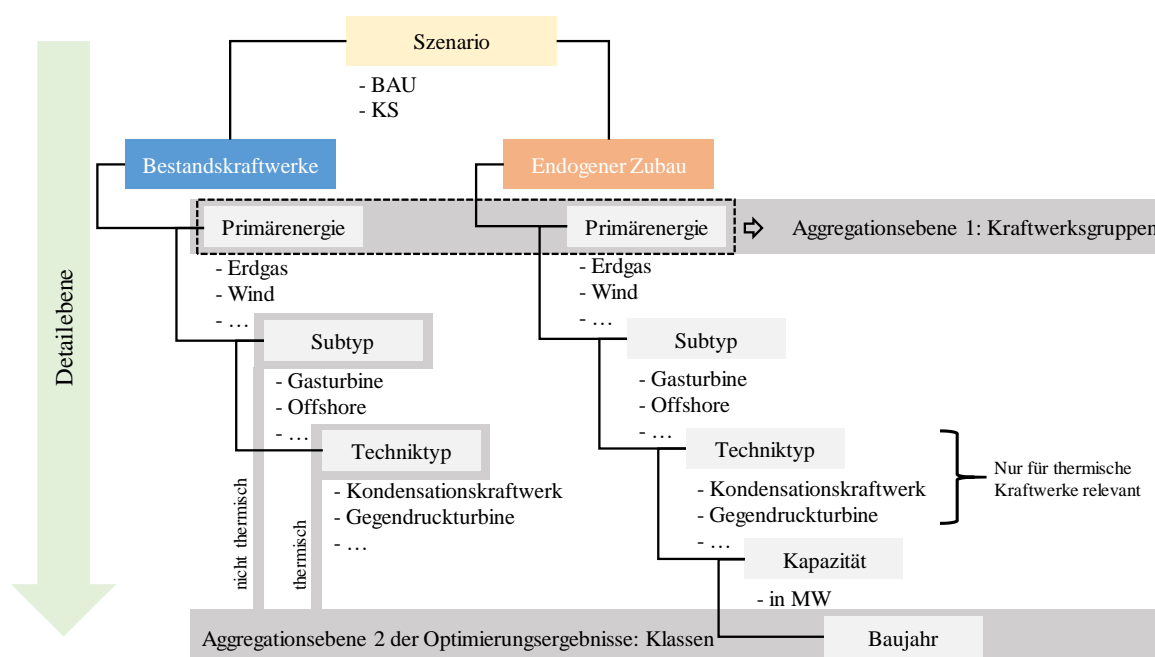 Szenario
- BAU
- KS
Bestandskraftwerke
Endogener Zubau
Primärenergie
Primärenergie
Aggregationsebene 1: Kraftwerksgruppen
- Erdgas
- Wind
- …
- Erdgas
- Wind
- …
Detailebene
Subtyp
Subtyp
- Gasturbine
- Offshore
- …
- Gasturbine
- Offshore
- …
Techniktyp
Techniktyp
- Kondensationskraftwerk
- Gegendruckturbine
- …
- Kondensationskraftwerk
- Gegendruckturbine
- …
Nur für thermische
Kraftwerke relevant
nicht thermisch
thermisch
Kapazität
- in MW
Aggregationsebene 2 der Optimierungsergebnisse: Klassen
Baujahr